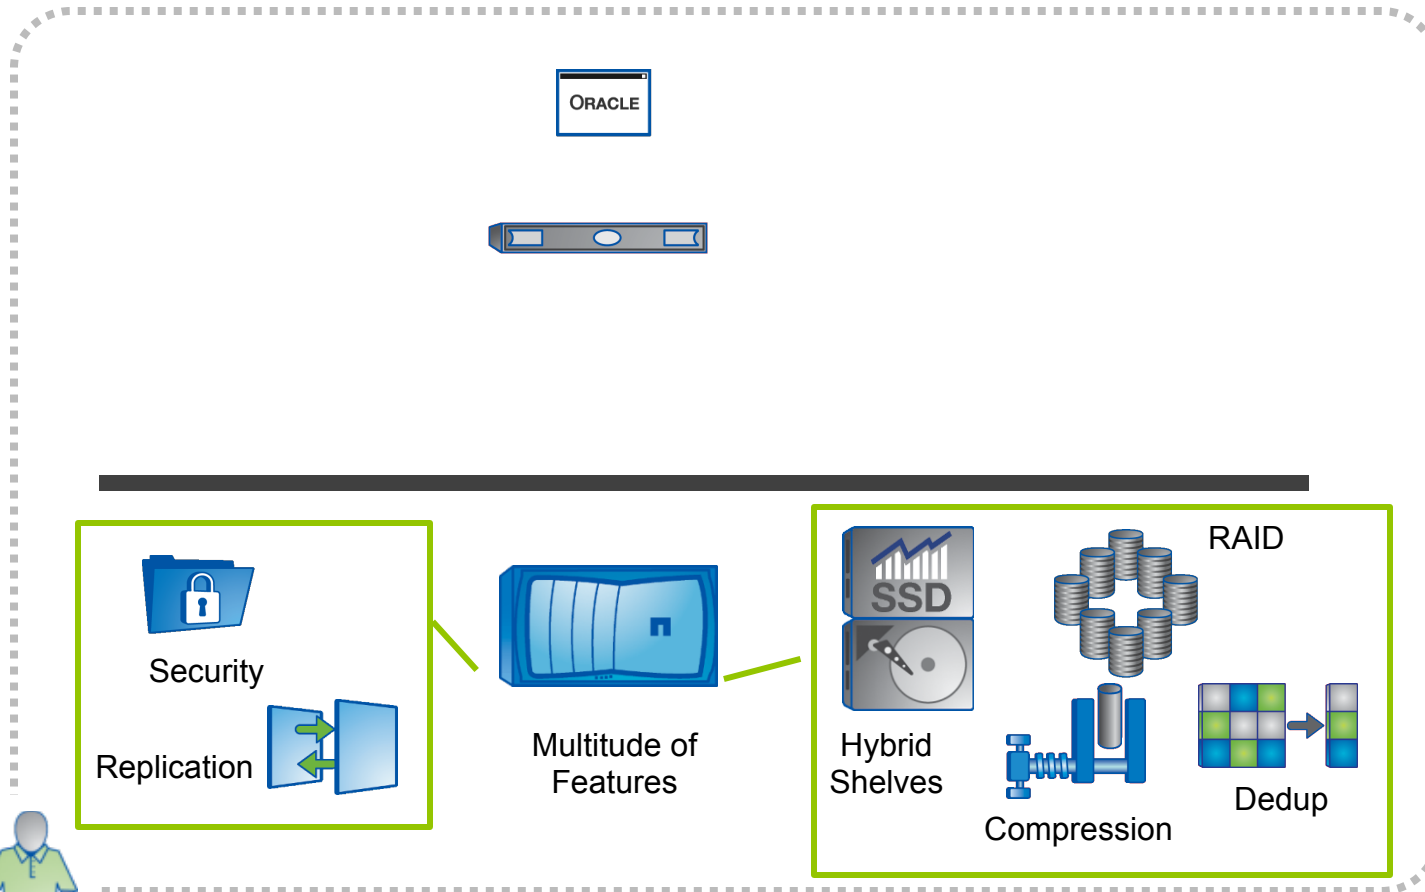 ORACLE
RAID
SSD
Security
Replication
Multitude of
Features
Hybrid
Shelves
Dedup
Compression